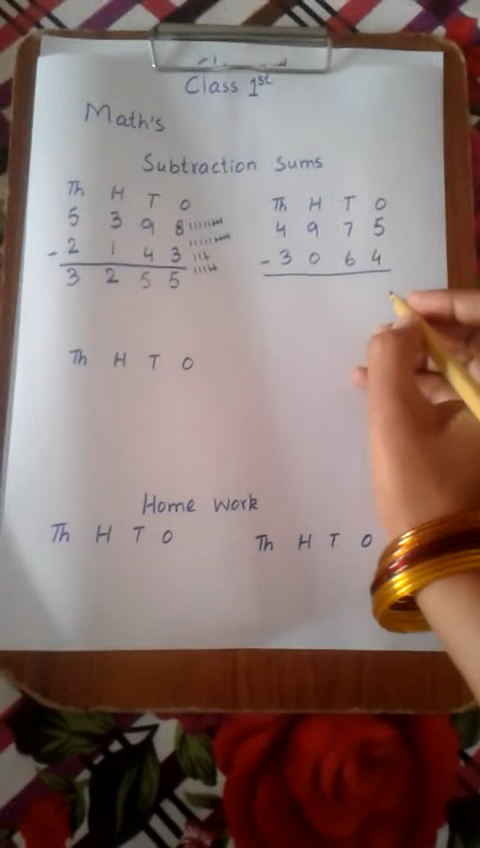 Class 1st
Math's
Subtraction Sums
Th H T O
5 3 9 8
- 2 1 4 3
3 2 5 5
Th H T O
4 9 7 5
- 3 0 6 4
Th H T O
Home work
Th H T O
Th H T O